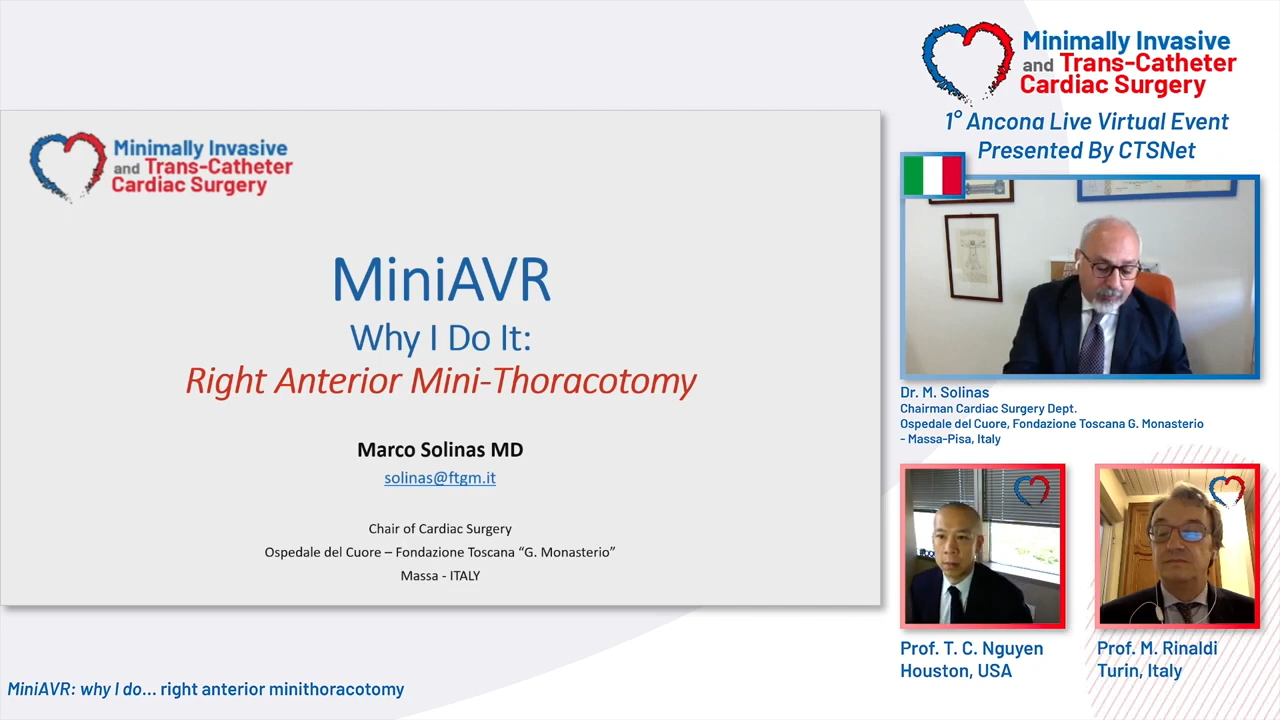 Minimally Invasive
and Trans-Catheter
Cardiac Surgery
MiniAVR
Why I Do It:
Right Anterior Mini-Thoracotomy
Marco Solinas MD
solinas@ftgm.it
Chair of Cardiac Surgery
Ospedale del Cuore – Fondazione Toscana “G. Monasterio”
Massa - ITALY
MiniAVR: why I do... right anterior minithoracotomy
Minimally Invasive
and Trans-Catheter
Cardiac Surgery
1° Ancona Live Virtual Event
Presented By CTSNet
Dr. M. Solinas
Chairman Cardiac Surgery Dept.
Ospedale del Cuore, Fondazione Toscana G. Monasterio
- Massa-Pisa, Italy
Prof. T. C. Nguyen
Houston, USA
Prof. M. Rinaldi
Turin, Italy